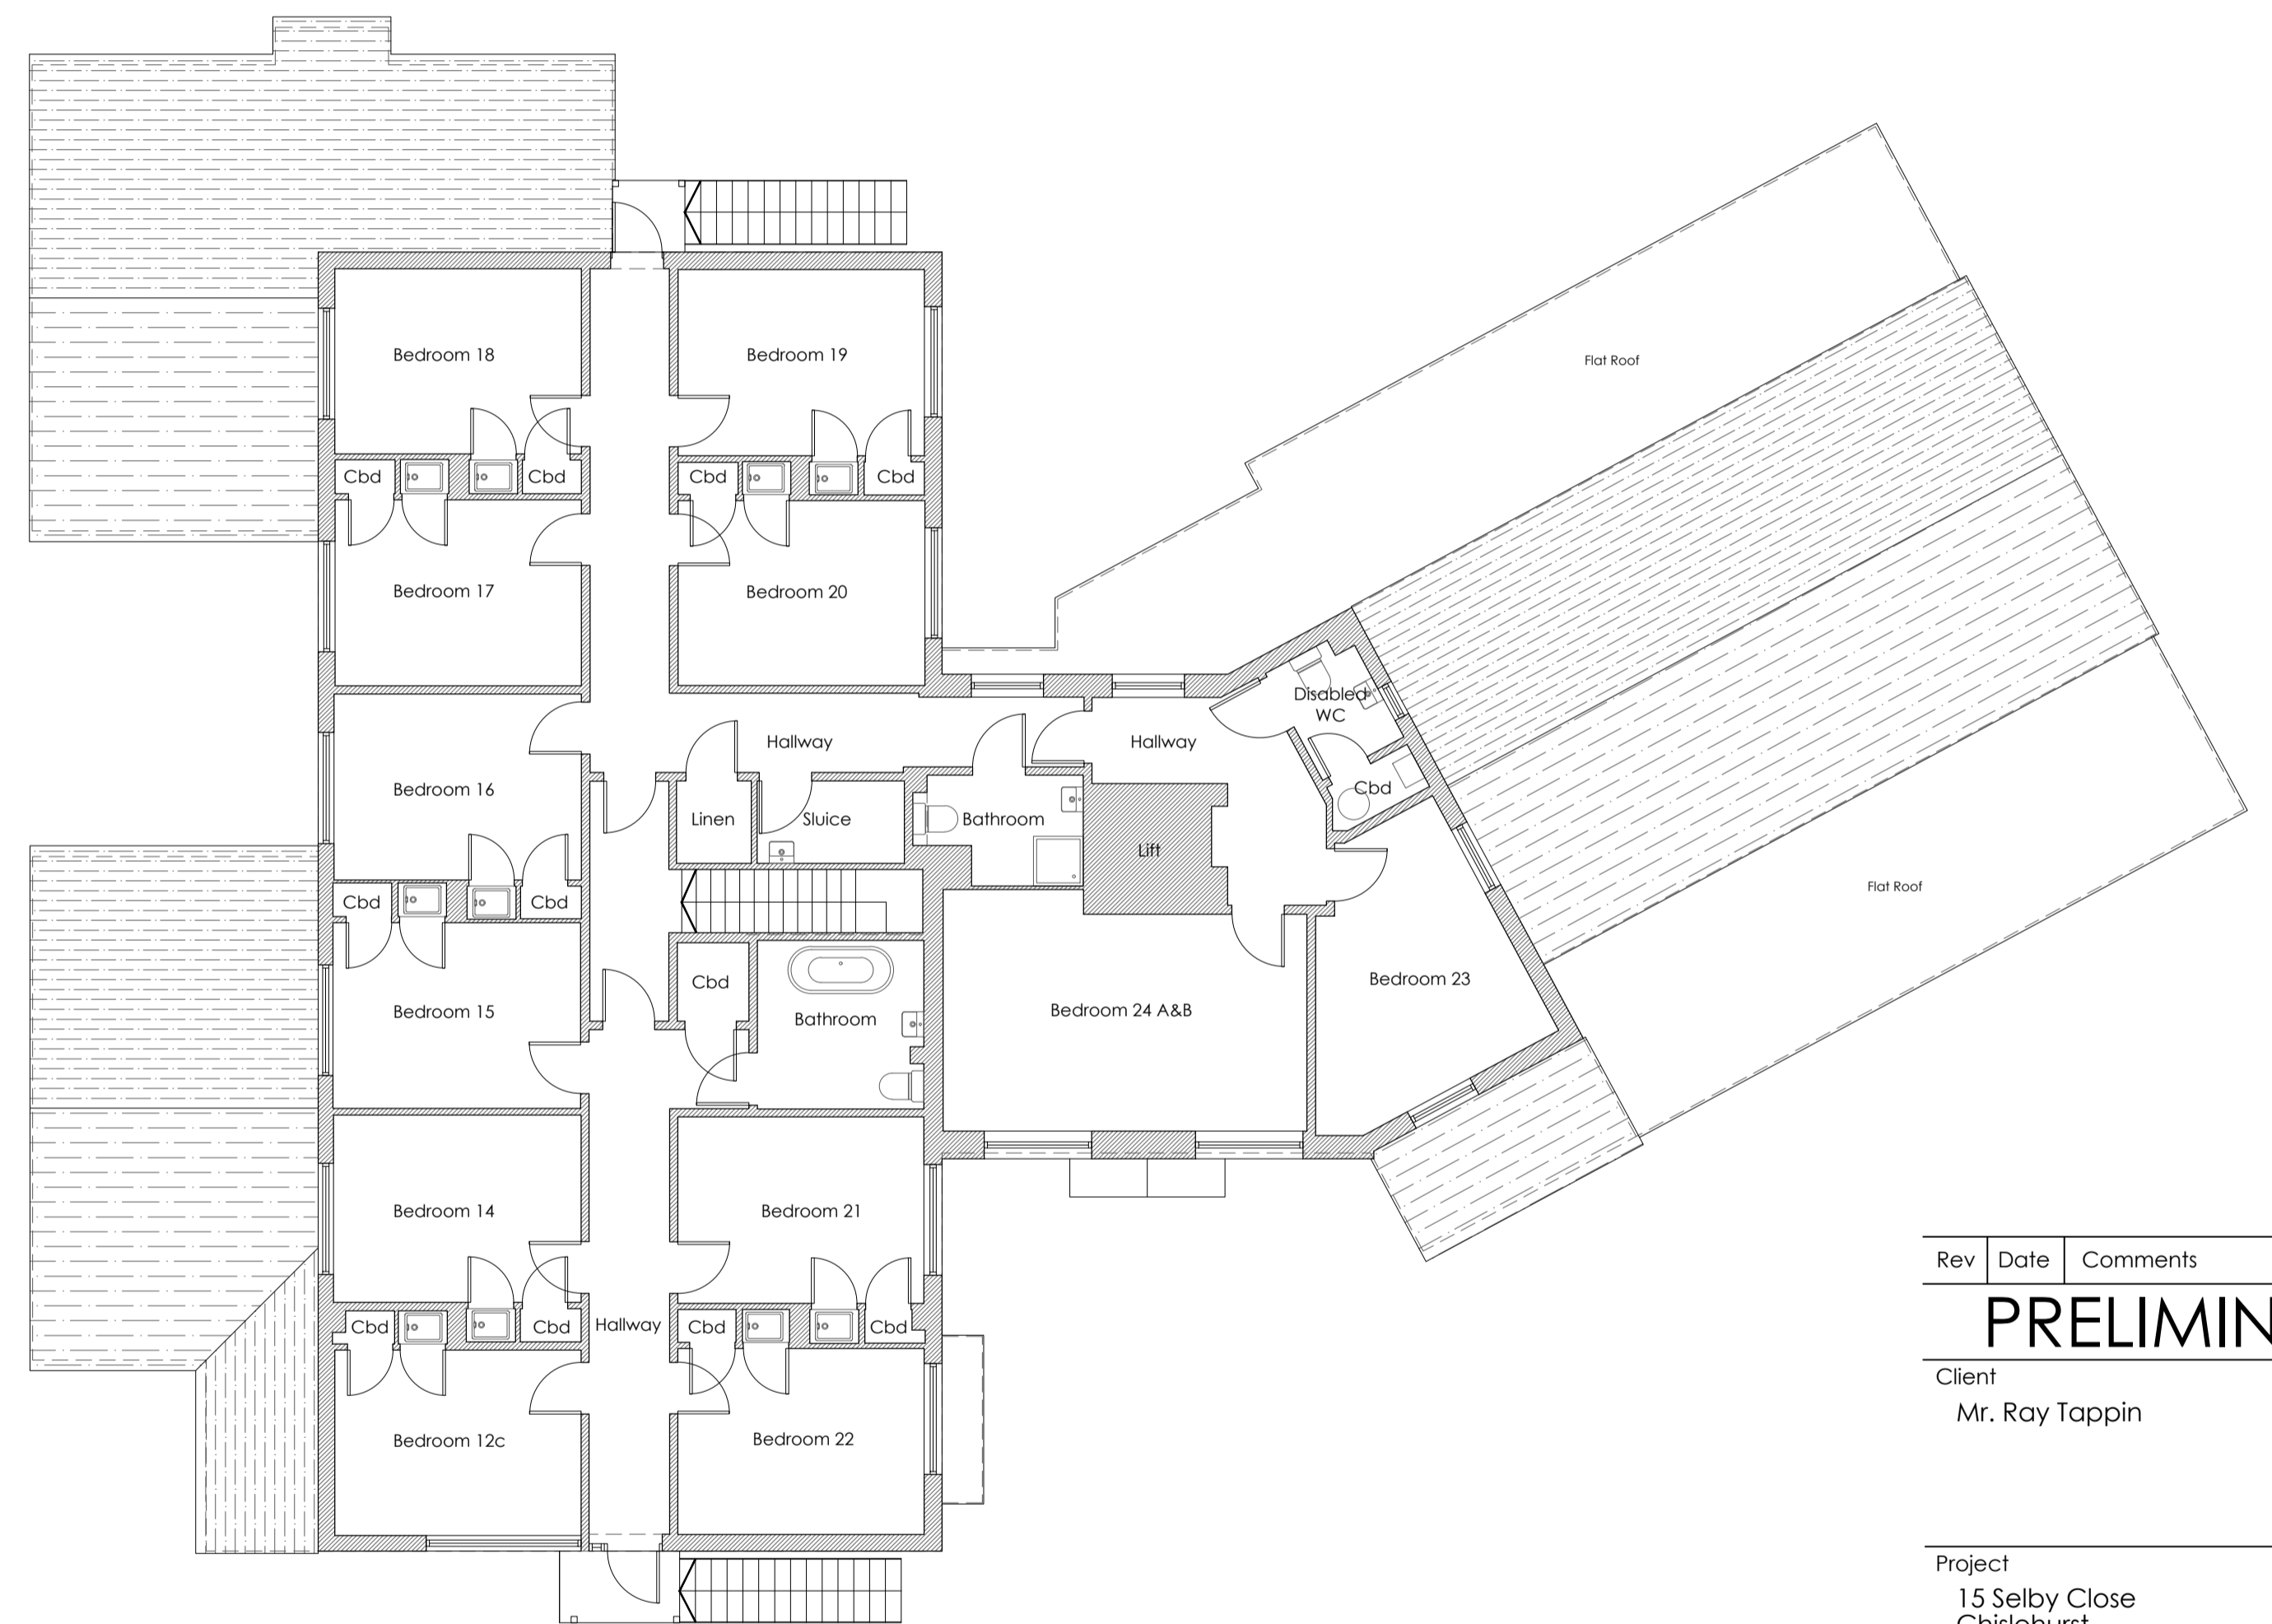 Bedroom 18
Bedroom 19
Flat Roof
Cbd
Cbd
Cbd
Cbd
Bedroom 17
Bedroom 20
Disabled
WC
Hallway
Hallway
Bedroom 16
Linen
Sluice
Bathroom
Cbd
Lift
Flat Roof
Cbd
Cbd
Cbd
Bedroom 15
Bathroom
Bedroom 24 A&B
Bedroom 23
Bedroom 14
Bedroom 21
Cbd
Cbd
Hallway
Cbd
Cbd
Bedroom 12c
Bedroom 22
Rev Date Comments
PRELIMIN
Client
Mr. Ray Tappin
Project
15 Selby Close
Chislehurst